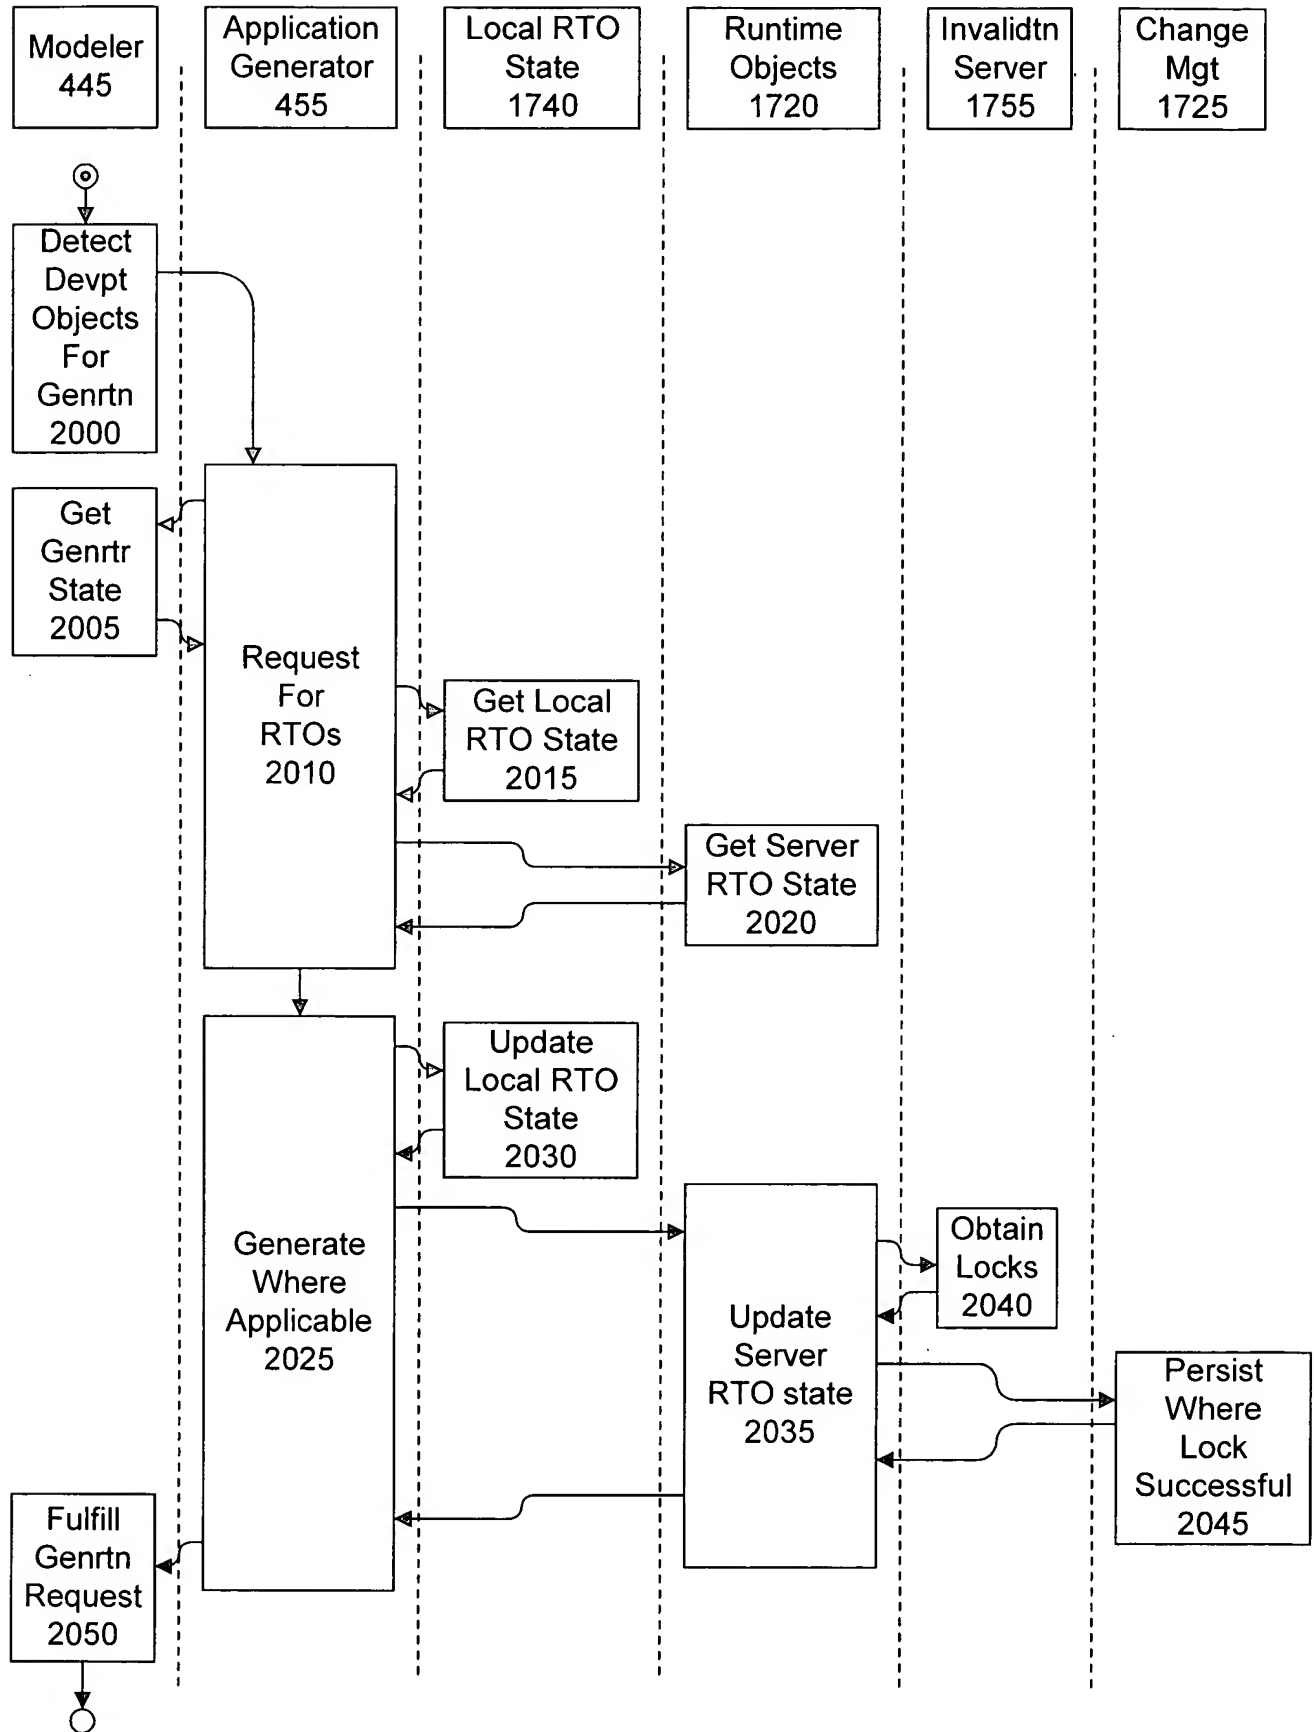 Modeler
445
Application
Generator
455
Local RTO
State
1740
Runtime
Objects
1720
Invalidtn
Server
1755
Change
Mgt
1725
Detect
Devpt
Objects
For
Genrtn
2000
Get
Genrtr
State
2005
Request
For
RTOs
2010
Get Local
RTO State
2015
Get Server
RTO State
2020
Update
Local RTO
State
2030
Generate
Where
Applicable
2025
Update
Server
RTO state
2035
Obtain
Locks
2040
Persist
Where
Lock
Successful
2045
Fulfill
Genrtn
Request
2050